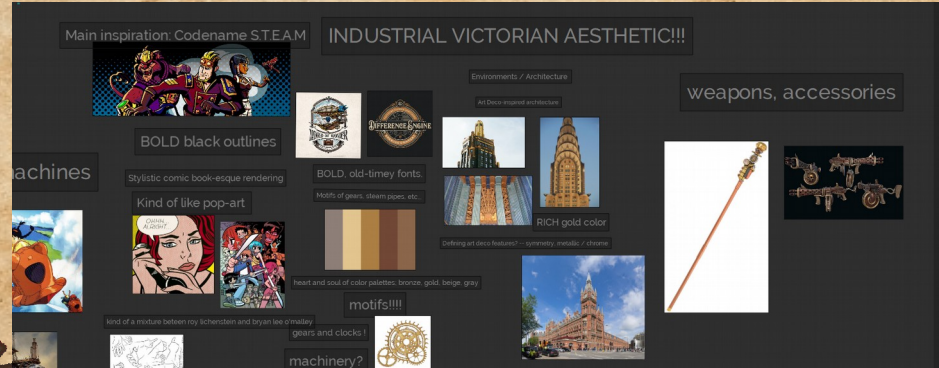 Main inspiration: Codename S.T.E.A.M
INDUSTRIAL VICTORIAN AESTHETIC!!!
Environments / Architecture
Art Deco-inspired architecture
weapons, accessories
DIFFERENCE ENGINE
BOLD black outlines
achines
Stylistic comic book-esque rendering
BOLD, old-timey fonts.
Motifs of gears, steam pipes, etc..
Kind of like pop-art
OHHH...
ALRIGHT...
RICH gold color
Defining art deco features? -- symmetry, metallic / chrome
heart and soul of color palettes, bronze, gold, beige, gray
motifs!!!!
kind of a mixture beteen roy lichenstein and bryan lee o'malley
gears and clocks !
machinery?